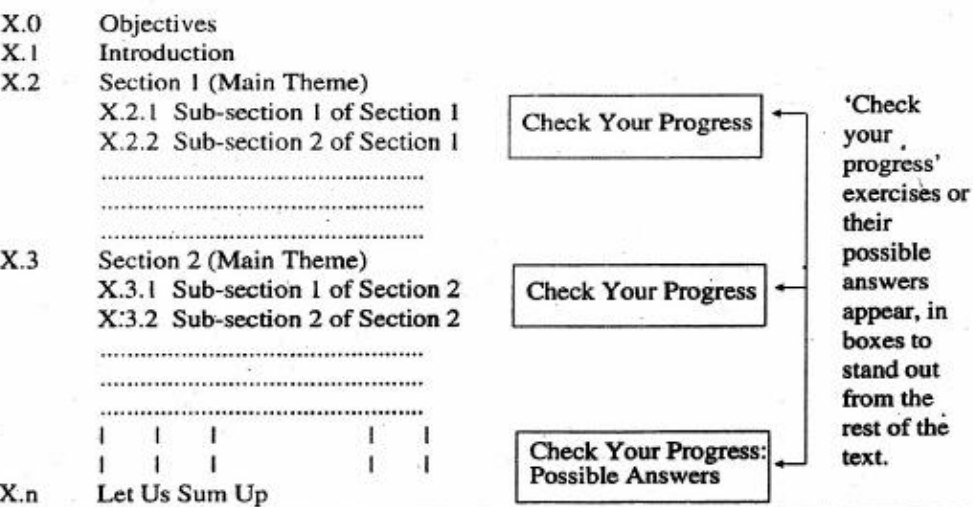 X.0 Objectives
X.1 Introduction
X.2 Section 1 (Main Theme)
X.2.1 Sub-section 1 of Section 1
X.2.2 Sub-section 2 of Section 1
..................................................
..................................................
..................................................
X.3 Section 2 (Main Theme)
X.3.1 Sub-section 1 of Section 2
X.3.2 Sub-section 2 of Section 2
..................................................
..................................................
..................................................
X.n Let Us Sum Up
Check Your Progress
Check Your Progress
Check Your Progress:
Possible Answers
‘Check
your
progress’
exercises or
their
possible
answers
appear, in
boxes to
stand out
from the
rest of the
text.